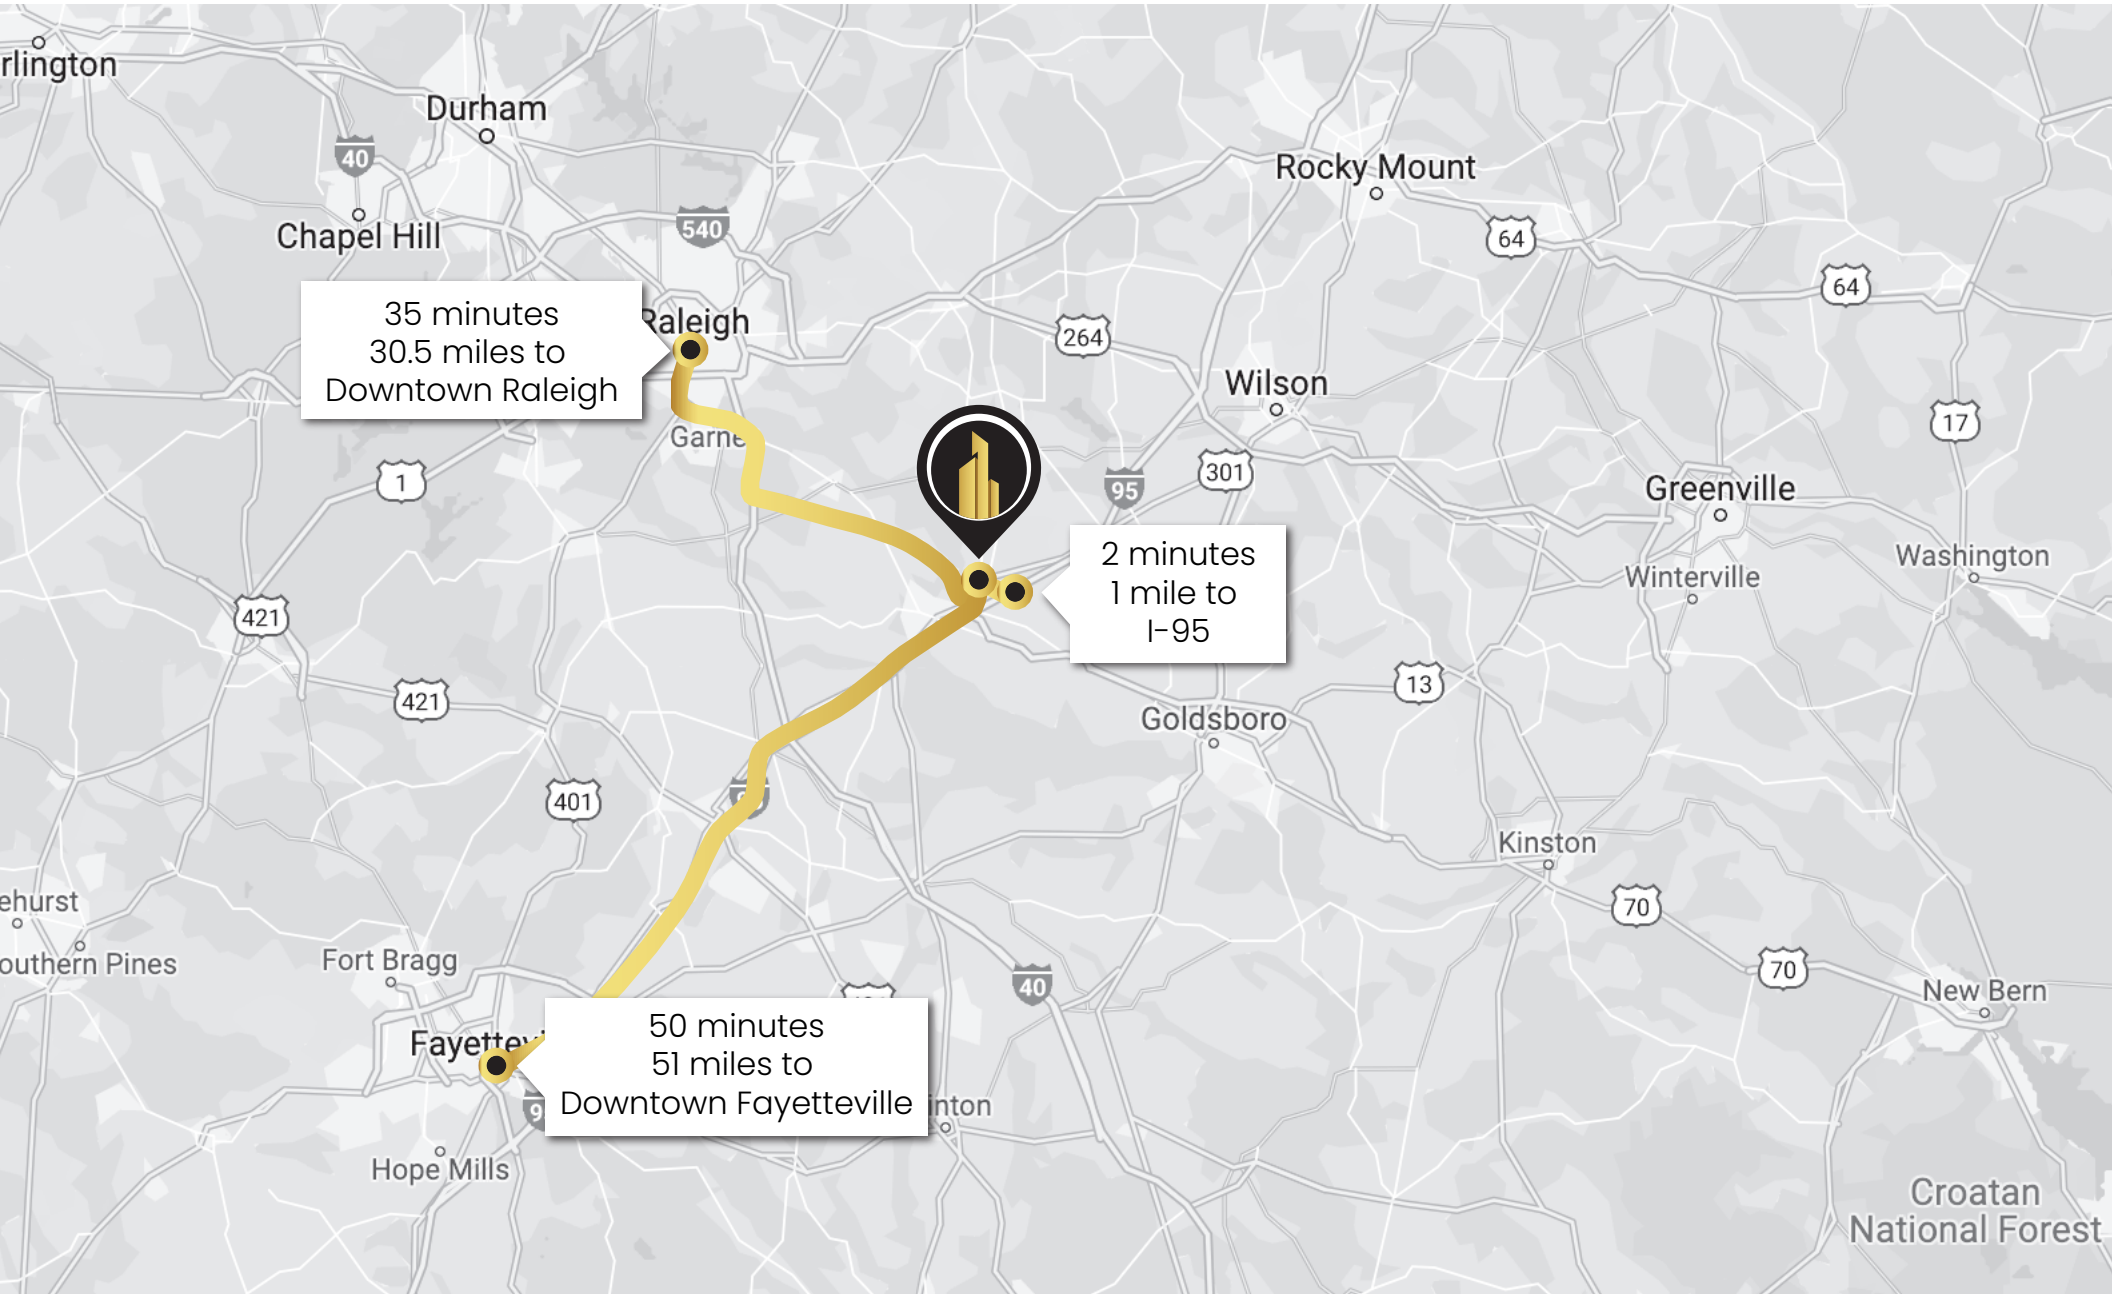 rlington
Durham
40
Chapel Hill
540
Rocky Mount
64
64
35 minutes
30.5 miles to
Downtown Raleigh
Raleigh
264
Wilson
17
Garne
1
95
301
Greenville
2 minutes
1 mile to
I-95
Washington
Winterville
421
421
13
Goldsboro
401
Kinston
70
ehurst
outhern Pines
Fort Bragg
40
70
New Bern
50 minutes
51 miles to
Downtown Fayetteville
Fayettevi
9
inton
Hope Mills
Croatan
National Forest